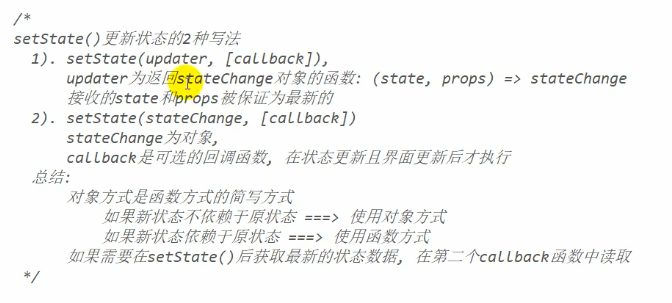 /*
setState()更新状态的2种写法
1). setState(updater, [callback]),
updater为返回stateChange对象的函数: (state, props) => stateChange
接收的state和props被保证为最新的
2). setState(stateChange, [callback])
stateChange为对象,
callback是可选的回调函数, 在状态更新且界面更新后才执行
总结:
对象方式是函数方式的简写方式
如果新状态不依赖于原状态 ===> 使用对象方式
如果新状态依赖于原状态 ===> 使用函数方式
如果需要在setState()后获取最新的状态数据, 在第二个callback函数中读取
*/